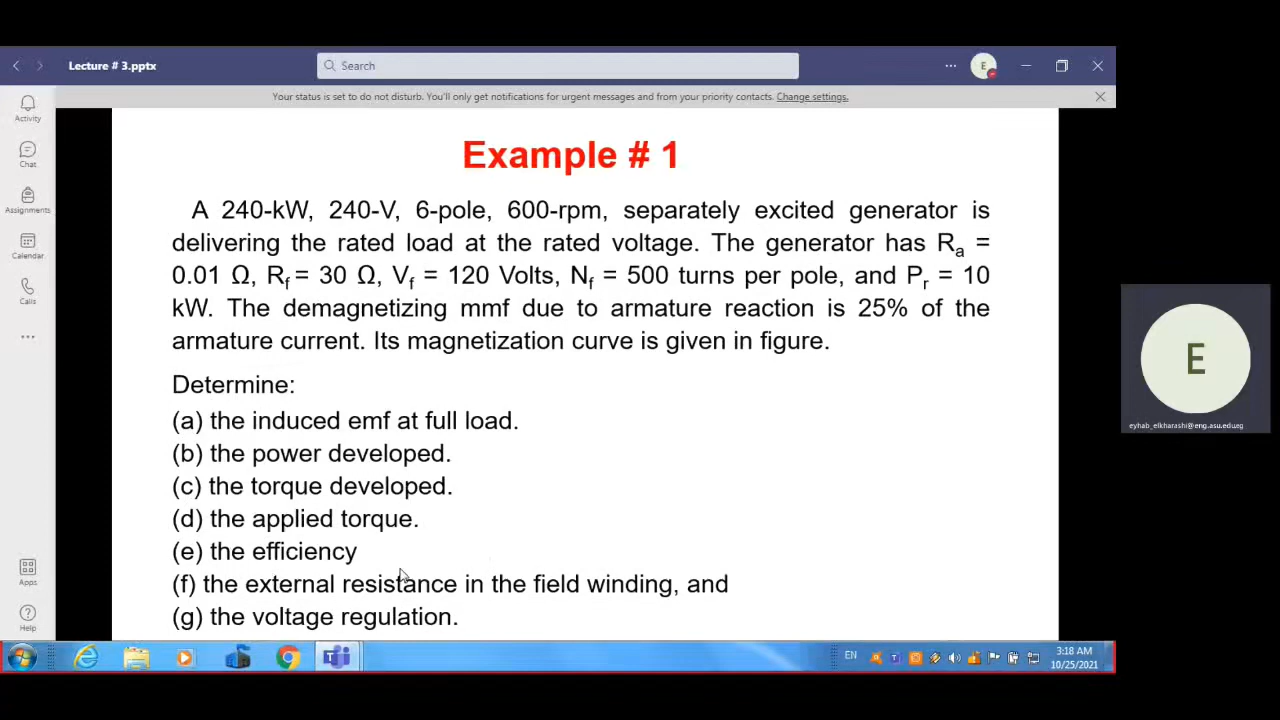 Lecture # 3.pptx
Search
E
Your status is set to do not disturb. You'll only get notifications for urgent messages and from your priority contacts. Change settings.
Activity
Chat
Assignments
Calendar
Calls
Apps
Help
Example # 1
A 240-kW, 240-V, 6-pole, 600-rpm, separately excited generator is
delivering the rated load at the rated voltage. The generator has Ra =
0.01 Ω, Rf = 30 Ω, Vf = 120 Volts, Nf = 500 turns per pole, and Pr = 10
kW. The demagnetizing mmf due to armature reaction is 25% of the
armature current. Its magnetization curve is given in figure.
Determine:
(a) the induced emf at full load.
(b) the power developed.
(c) the torque developed.
(d) the applied torque.
(e) the efficiency
(f) the external resistance in the field winding, and
(g) the voltage regulation.
E
eyhab_elkharashi@eng.asu.edu.eg
EN
3:18 AM
10/25/2021